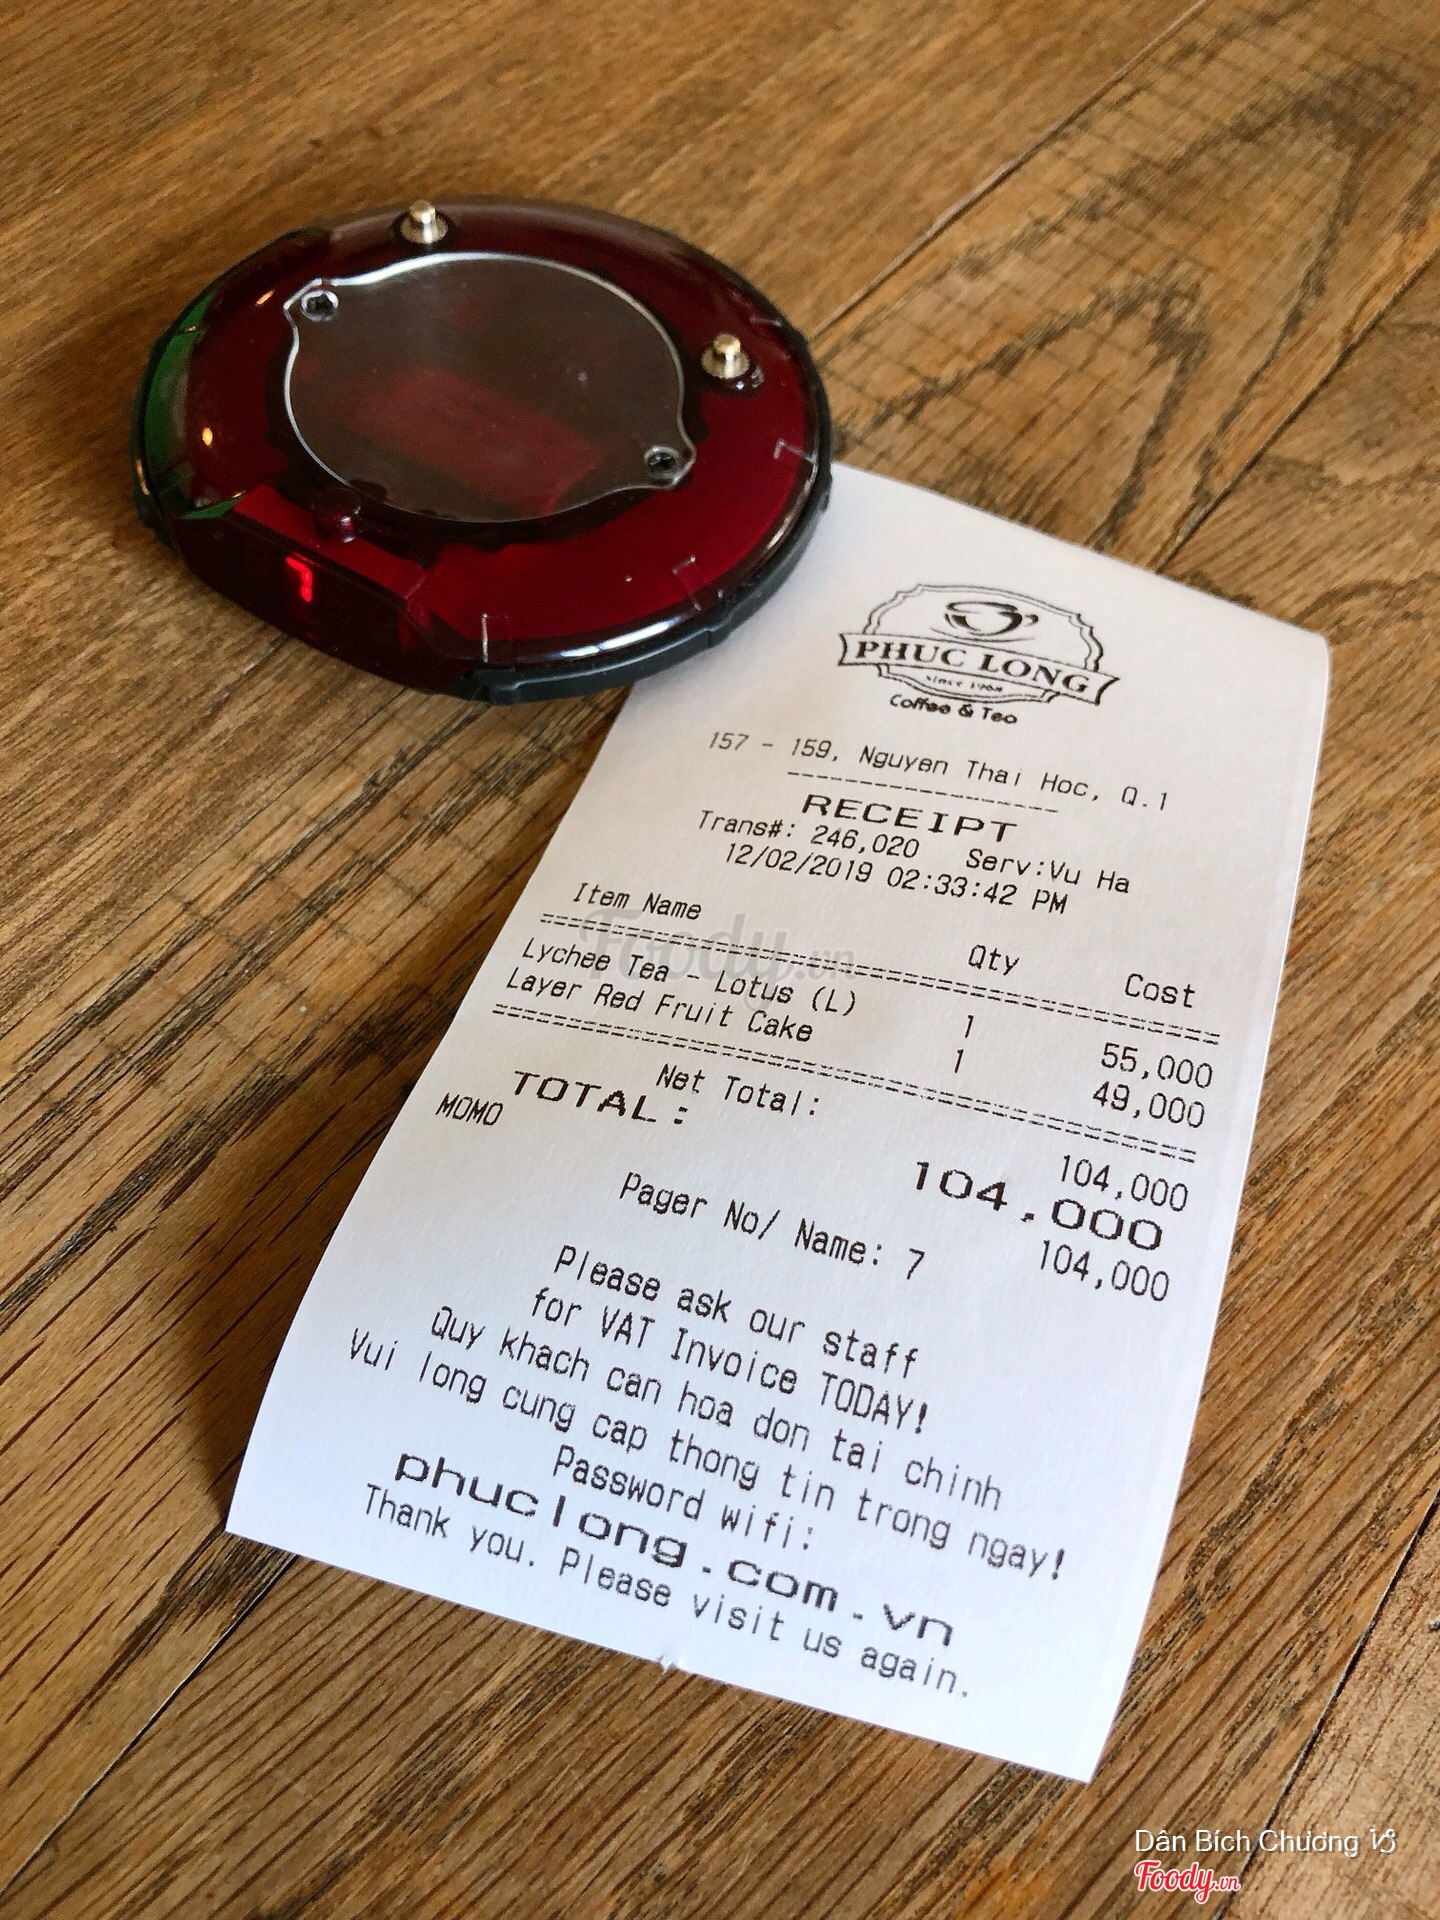 7
PHUC LONG
since 1968
Coffee & Tea
157 - 159, Nguyen Thai Hoc, Q.1
RECEIPT
Trans#: 246,020 Serv:Vu Ha
12/02/2019 02:33:42 PM
Item Name Qty Cost
Lychee Tea - Lotus (L) 1 55,000
Layer Red Fruit Cake 1 49,000
Net Total: 104,000
TOTAL: 104.000
MOMO 104,000
Pager No/ Name: 7
Please ask our staff
for VAT Invoice TODAY!
Quy khach can hoa don tai chinh
Vui long cung cap thong tin trong ngay!
Password wifi:
phuclong.com.vn
Thank you. Please visit us again.
Foody.vn
Dân Bích Chương
Foody.vn